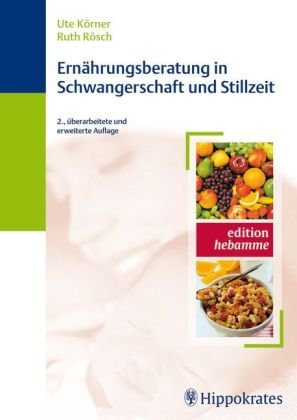 Ute Körner
Ruth Rösch
Ernährungsberatung in
Schwangerschaft und Stillzeit
2., überarbeitete und
erweiterte Auflage
edition
hebamme
Hippokrates